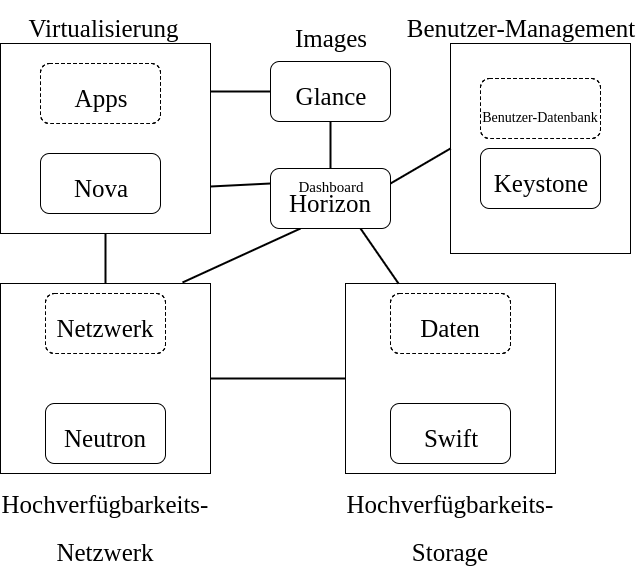 Virtualisierung
Images
Benutzer-Management
Apps
Glance
Benutzer-Datenbank
Nova
Dashboard
Horizon
Keystone
Netzwerk
Daten
Neutron
Swift
Hochverfügbarkeits-
Netzwerk
Hochverfügbarkeits-
Storage